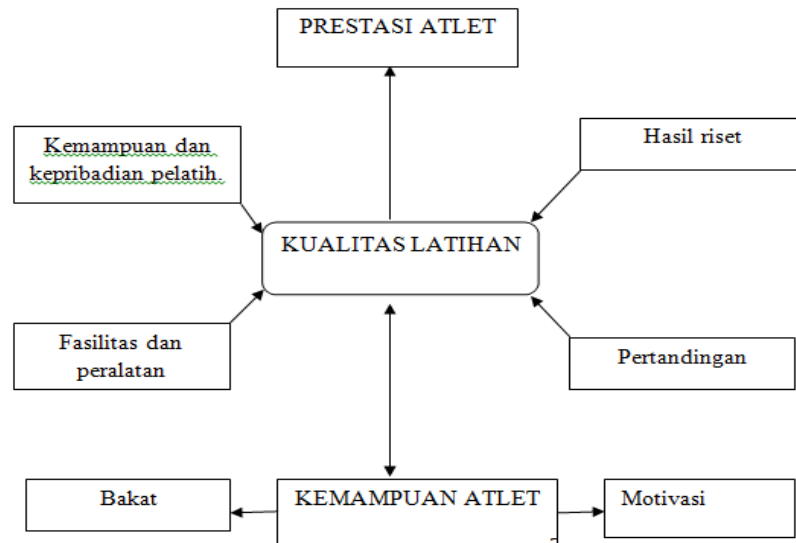 PRESTASI ATLET
Kemampuan dan
kepribadian pelatih.
Hasil riset
KUALITAS LATIHAN
Fasilitas dan
peralatan
Pertandingan
Bakat
KEMAMPUAN ATLET
Motivasi